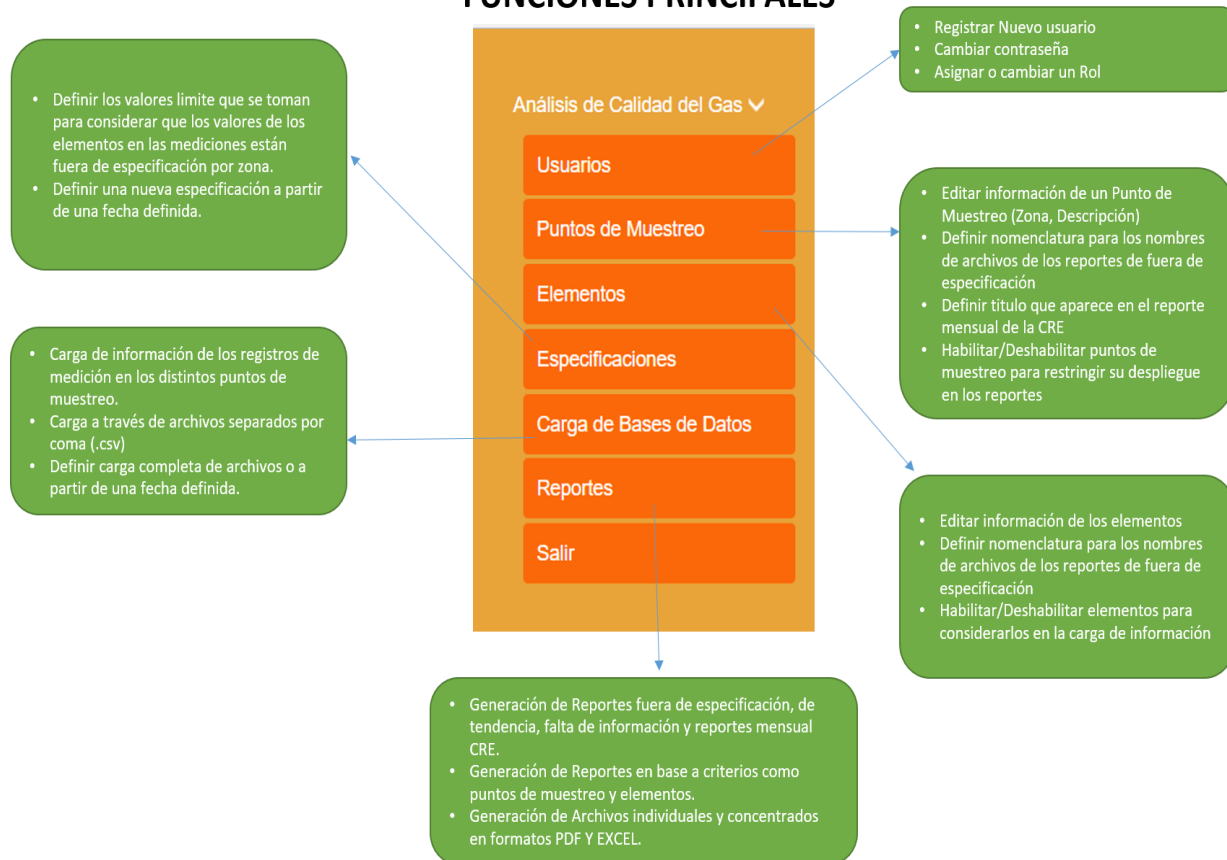 FUNCIONES PRINCIPALES
• Registrar Nuevo usuario
• Cambiar contraseña
• Asignar o cambiar un Rol
• Definir los valores limite que se toman
para considerar que los valores de los
elementos en las mediciones están
fuera de especificación por zona.
• Definir una nueva especificación a partir
de una fecha definida.
Análisis de Calidad del Gas
Usuarios
Puntos de Muestreo
Elementos
Especificaciones
Carga de Bases de Datos
Reportes
Salir
• Editar información de un Punto de
Muestreo (Zona, Descripción)
• Definir nomenclatura para los nombres
de archivos de los reportes de fuera de
especificación
• Definir titulo que aparece en el reporte
mensual de la CRE
• Habilitar/Deshabilitar puntos de
muestreo para restringir su despliegue
en los reportes
• Carga de información de los registros de
medición en los distintos puntos de
muestreo.
• Carga a través de archivos separados por
coma (.csv)
• Definir carga completa de archivos o a
partir de una fecha definida.
• Editar información de los elementos
• Definir nomenclatura para los nombres
de archivos de los reportes de fuera de
especificación
• Habilitar/Deshabilitar elementos para
considerarlos en la carga de información
• Generación de Reportes fuera de especificación, de
tendencia, falta de información y reportes mensual
CRE.
• Generación de Reportes en base a criterios como
puntos de muestreo y elementos.
• Generación de Archivos individuales y concentrados
en formatos PDF Y EXCEL.